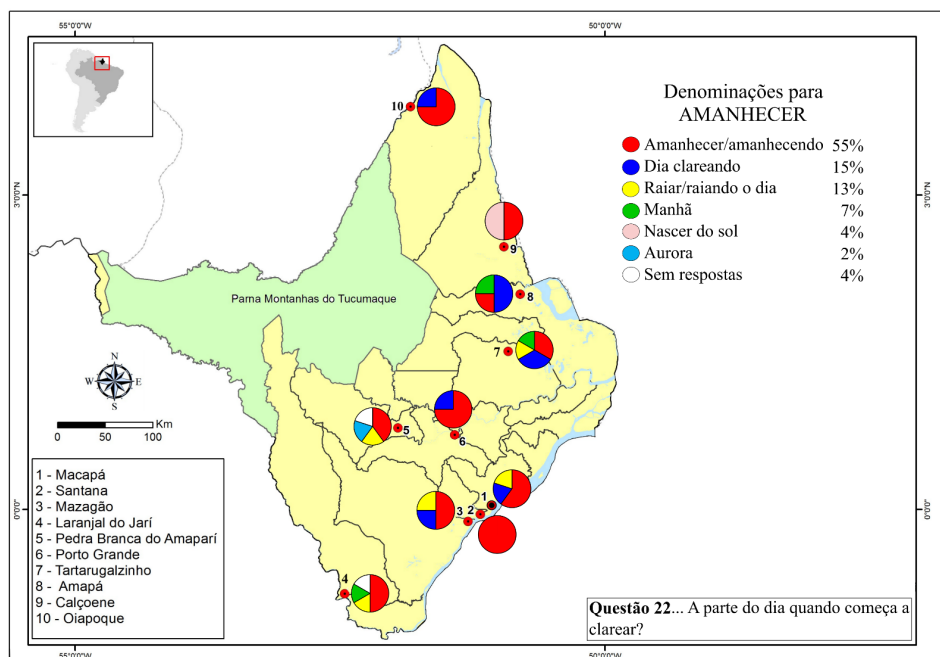 55°0'0"W
50°0'0"W
10
Denominações para
AMANHECER
Amanhecer/amanhecendo 55%
Dia clareando 15%
Raiar/raiando o dia 13%
Manhã 7%
Nascer do sol 4%
Aurora 2%
Sem respostas 4%
3°0'0"N
3°0'0"N
9
8
Parna Montanhas do Tucumaque
7
N
W E
S
Km
0 50 100
5
6
1
2
3
4
0°0'0"
0°0'0"
1 - Macapá
2 - Santana
3 - Mazagão
4 - Laranjal do Jarí
5 - Pedra Branca do Amaparí
6 - Porto Grande
7 - Tartarugalzinho
8 - Amapá
9 - Calçoene
10 - Oiapoque
Questão 22... A parte do dia quando começa a
clarear?
55°0'0"W
50°0'0"W